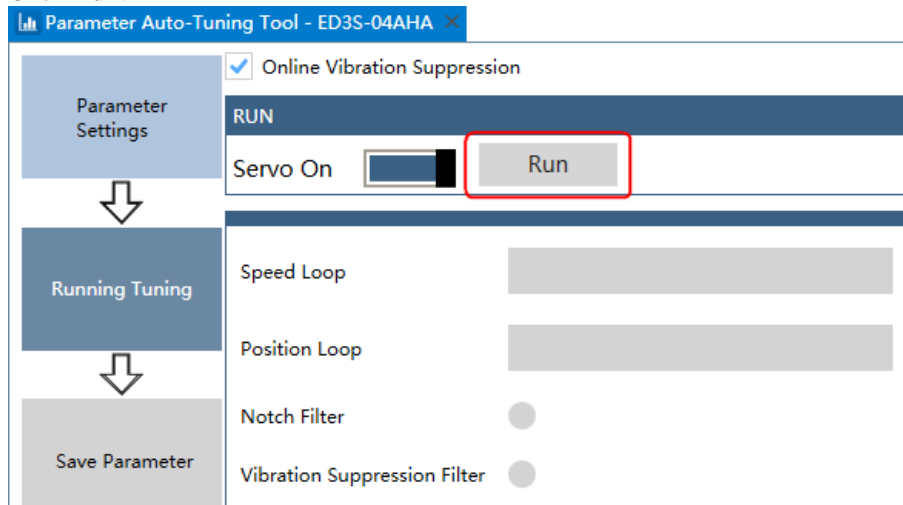 Parameter Auto-Tuning Tool - ED3S-04AHA ×
Online Vibration Suppression
Parameter
Settings
RUN
Servo On
Run
Running Tuning
Speed Loop
Position Loop
Notch Filter
Save Parameter
Vibration Suppression Filter